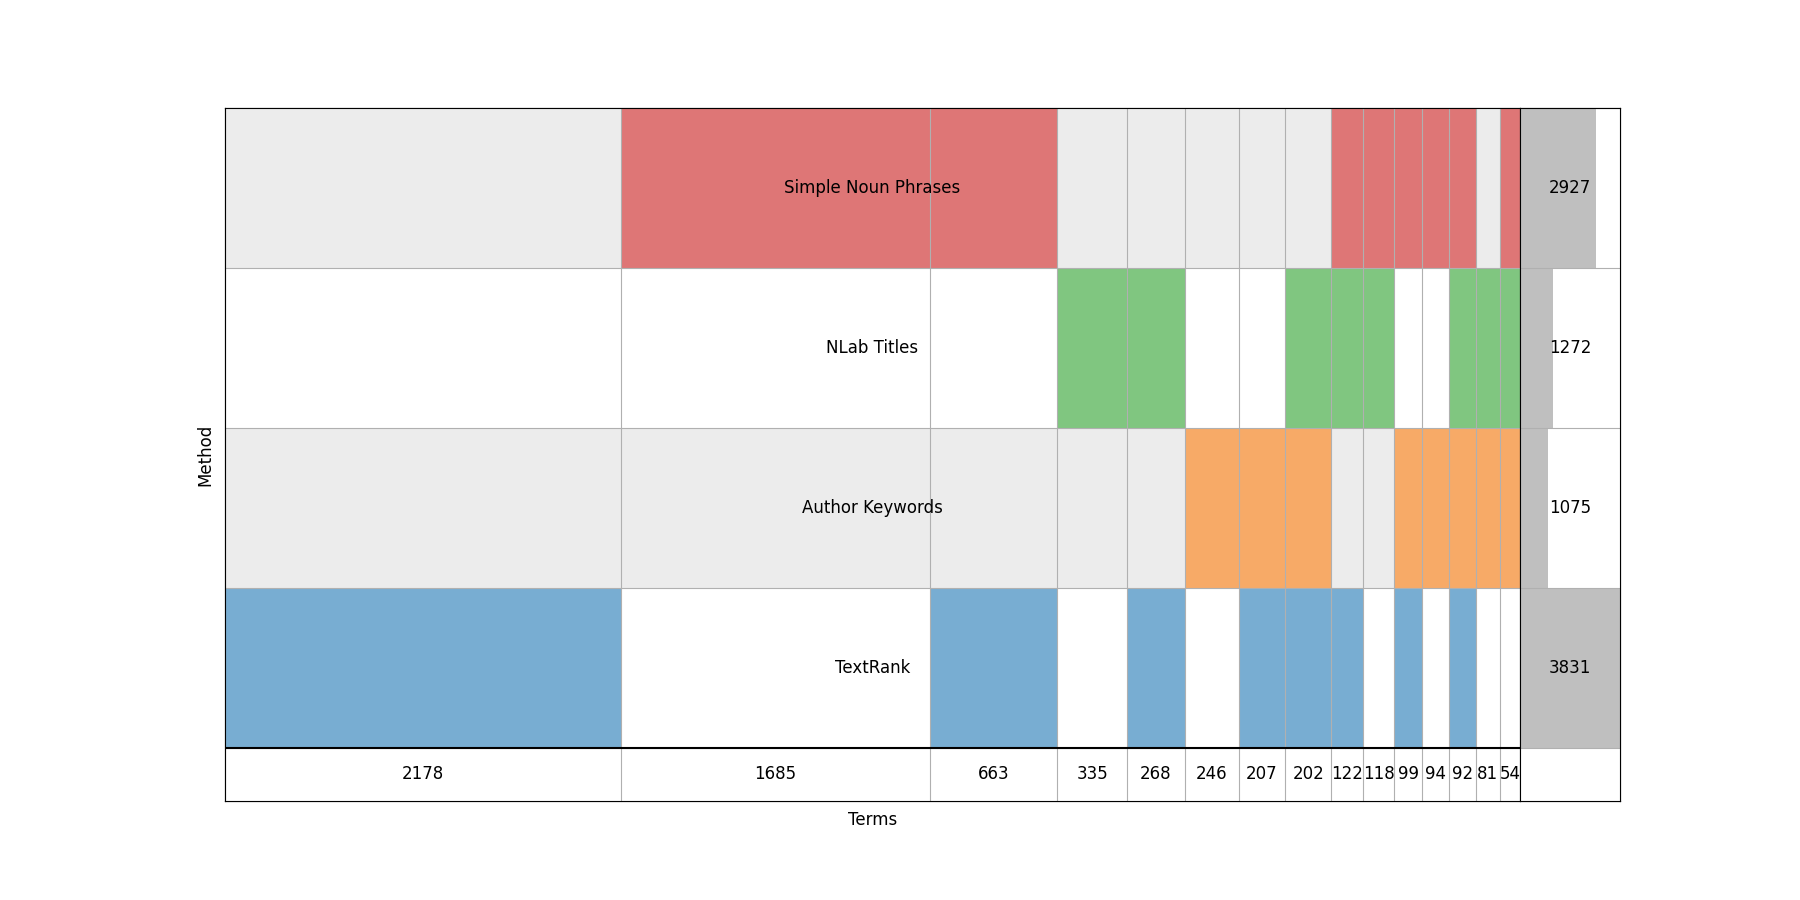 Simple Noun Phrases 2927
NLab Titles 1272
Author Keywords 1075
TextRank 3831
2178 1685 663 335 268 246 207 202 122 118 99 94 92 81 54
Method
Terms